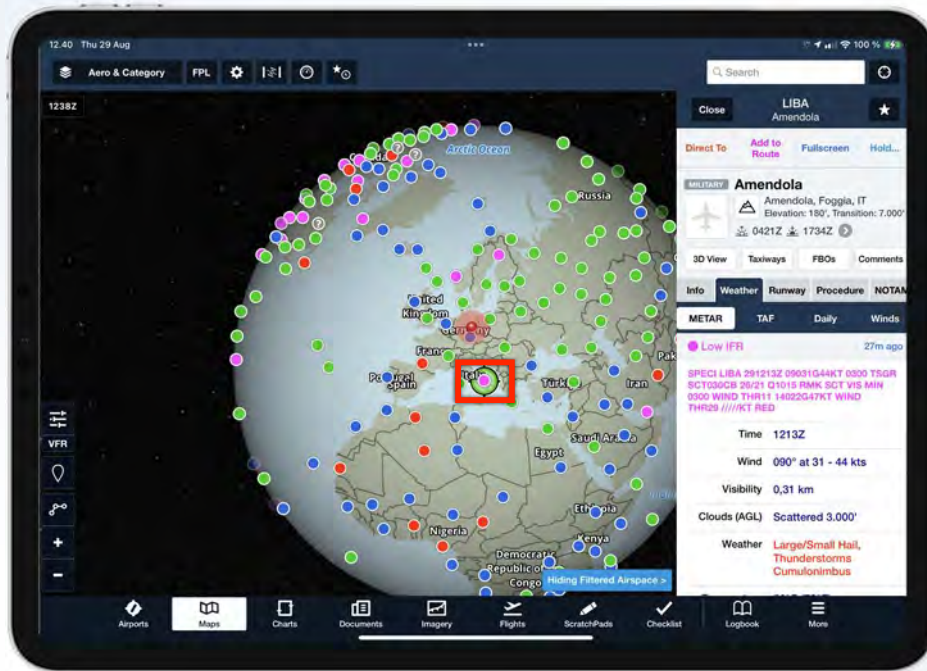 12.40 Thu 29 Aug
100 %
Aero & Category
FPL
Search
1238Z
Close
LIBA
Amendola
Direct To
Add to
Route
Fullscreen
Hold...
MILITARY
Amendola
Amendola, Foggia, IT
Elevation: 180', Transition: 7.000'
0421Z
1734Z
3D View
Taxiways
FBOs
Comments
Info
Weather
Runway
Procedure
NOTAM
METAR
TAF
Daily
Winds
Low IFR
27m ago
SPECI LIBA 291213Z 09031G44KT 0300 TSGR
SCT030CB 26/21 Q1015 RMK SCT VIS MIN
0300 WIND THR11 14022G47KT WIND
THR29 /////KT RED
Time 1213Z
Wind 090° at 31 - 44 kts
Visibility 0,31 km
Clouds (AGL) Scattered 3.000'
Weather Large/Small Hail,
Thunderstorms
Cumulonimbus
Arctic Ocean
Russia
United
Kingdom
Germany
Portugal
Spain
Iran
Saudi Arabia
Egypt
Nigeria
Ethiopia
Kenya
Democratic
Republic of
Congo
Hiding Filtered Airspace >
VFR
Airports
Maps
Charts
Documents
Imagery
Flights
ScratchPads
Checklist
Logbook
More